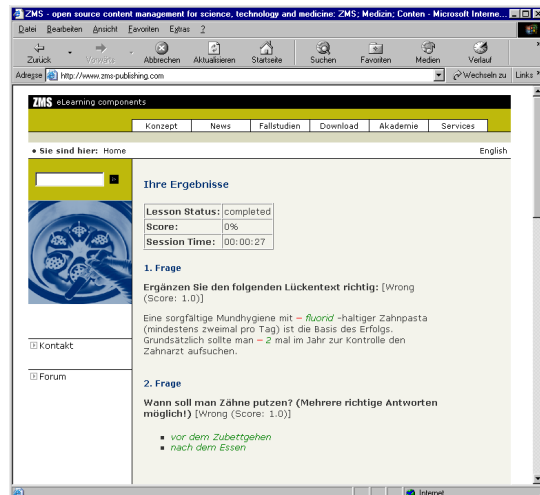 ZMS - open source content management for science, technology and medicine: ZMS; Medizin; Conten - Microsoft Interne...
Datei Bearbeiten Ansicht Favoriten Extras ?
Zurück Vorwärts Abbrechen Aktualisieren Startseite Suchen Favoriten Medien Verlauf
Adresse http://www.zms-publishing.com Wechseln zu Links
ZMS eLearning components
Konzept News Fallstudien Download Akademie Services
Sie sind hier: Home English
Ihre Ergebnisse
Lesson Status: completed
Score: 0%
Session Time: 00:00:27
1. Frage
Ergänzen Sie den folgenden Lückentext richtig: [Wrong
(Score: 1.0)]
Eine sorgfältige Mundhygiene mit – fluorid -haltiger Zahnpasta
(mindestens zweimal pro Tag) ist die Basis des Erfolgs.
Grundsätzlich sollte man – 2 mal im Jahr zur Kontrolle den
Zahnarzt aufsuchen.
Kontakt
Forum
2. Frage
Wann soll man Zähne putzen? (Mehrere richtige Antworten
möglich!) [Wrong (Score: 1.0)]
vor dem Zubettgehen
nach dem Essen
Internet